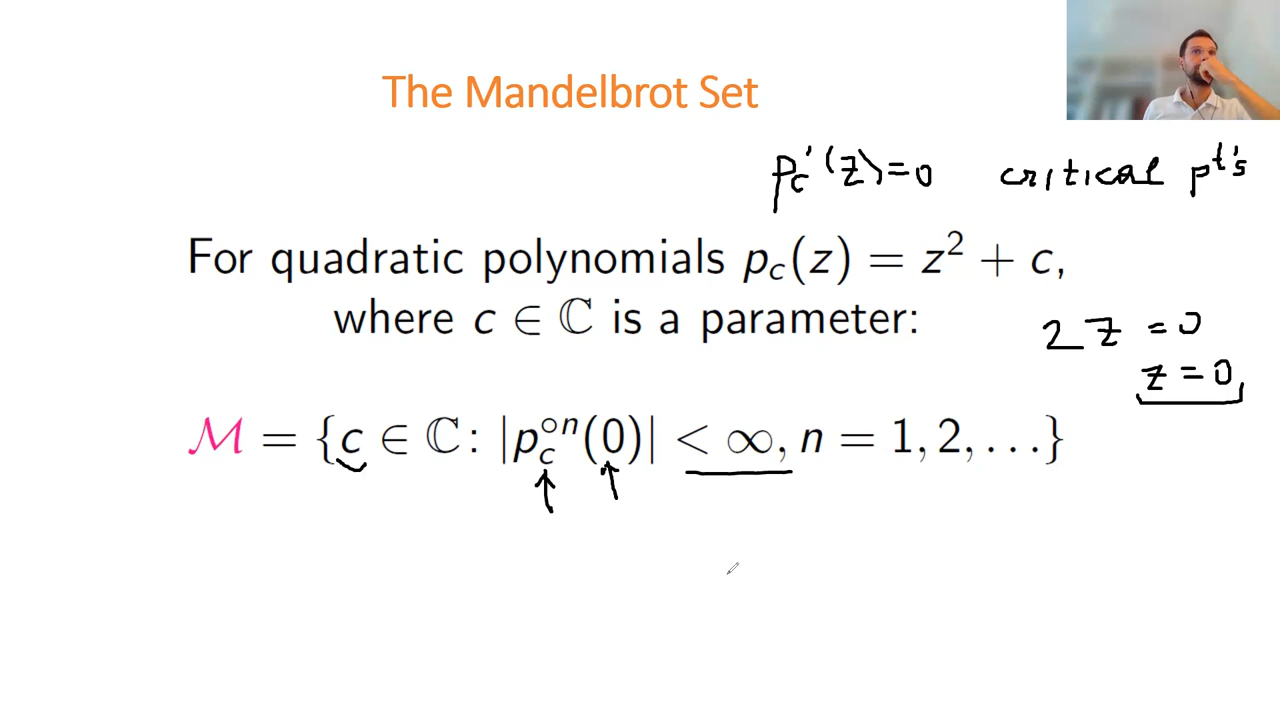 The Mandelbrot Set
p_c'(z)=0 critical pt's
For quadratic polynomials p_c(z) = z² + c,
where c ∈ ℂ is a parameter:
2z = 0
z = 0
ℳ = {c ∈ ℂ: |p_c^{∘n}(0)| < ∞, n = 1, 2, ...}